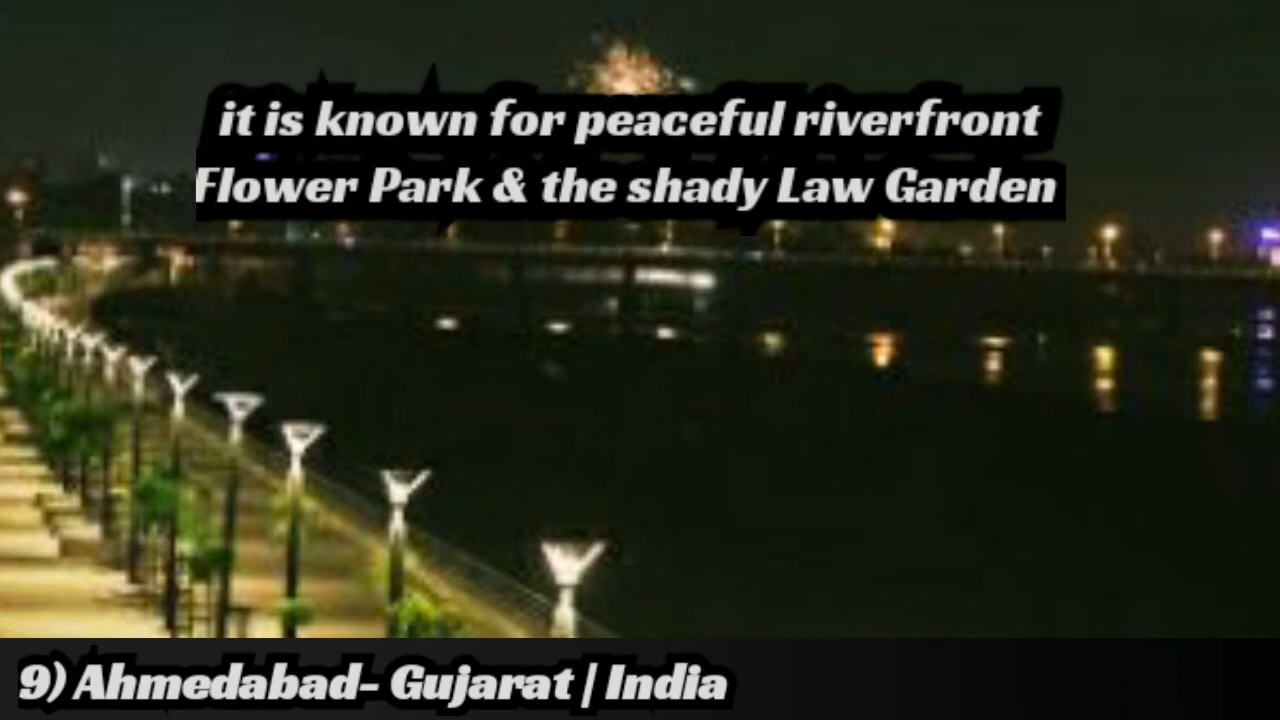 it is known for peaceful riverfront
Flower Park & the shady Law Garden
9) Ahmedabad- Gujarat | India